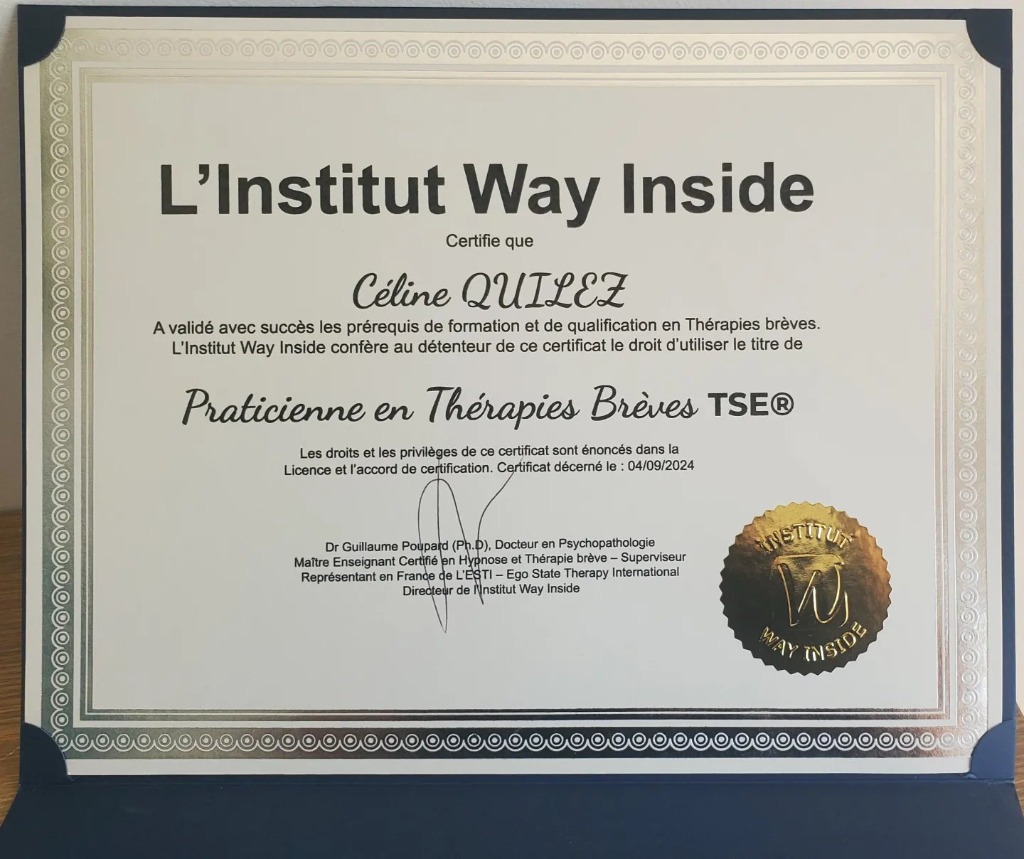 L’Institut Way Inside
Certifie que
Céline QUILEZ
A validé avec succès les prérequis de formation et de qualification en Thérapies brèves.
L’Institut Way Inside confère au détenteur de ce certificat le droit d’utiliser le titre de
Praticienne en Thérapies Brèves TSE®
Les droits et les privilèges de ce certificat sont énoncés dans la
Licence et l’accord de certification. Certificat décerné le : 04/09/2024
Dr Guillaume Poupard (Ph.D), Docteur en Psychopathologie
Maître Enseignant Certifié en Hypnose et Thérapie brève – Superviseur
Représentant en France de L’ESTI – Ego State Therapy International
Directeur de l’Institut Way Inside
INSTITUT
W
WAY INSIDE